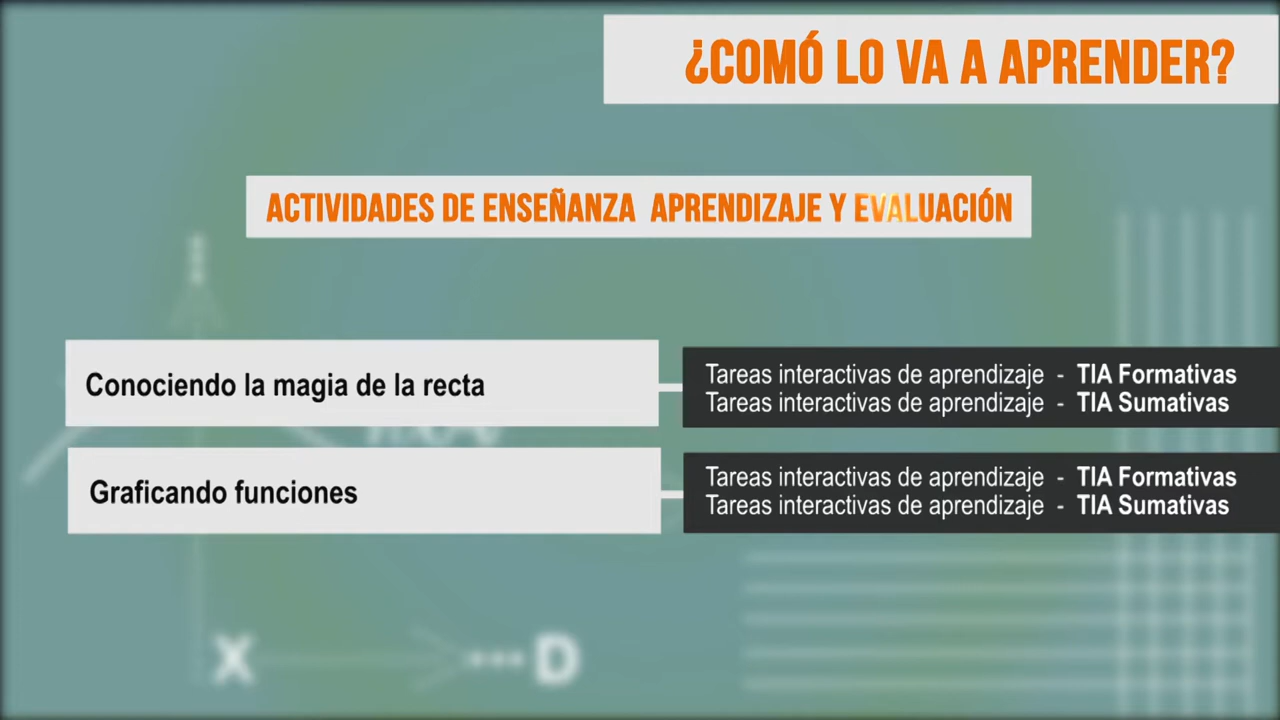 ¿COMÓ LO VA A APRENDER?
ACTIVIDADES DE ENSEÑANZA APRENDIZAJE Y EVALUACIÓN
Conociendo la magia de la recta
Tareas interactivas de aprendizaje - TIA Formativas
Tareas interactivas de aprendizaje - TIA Sumativas
Graficando funciones
Tareas interactivas de aprendizaje - TIA Formativas
Tareas interactivas de aprendizaje - TIA Sumativas
X
D